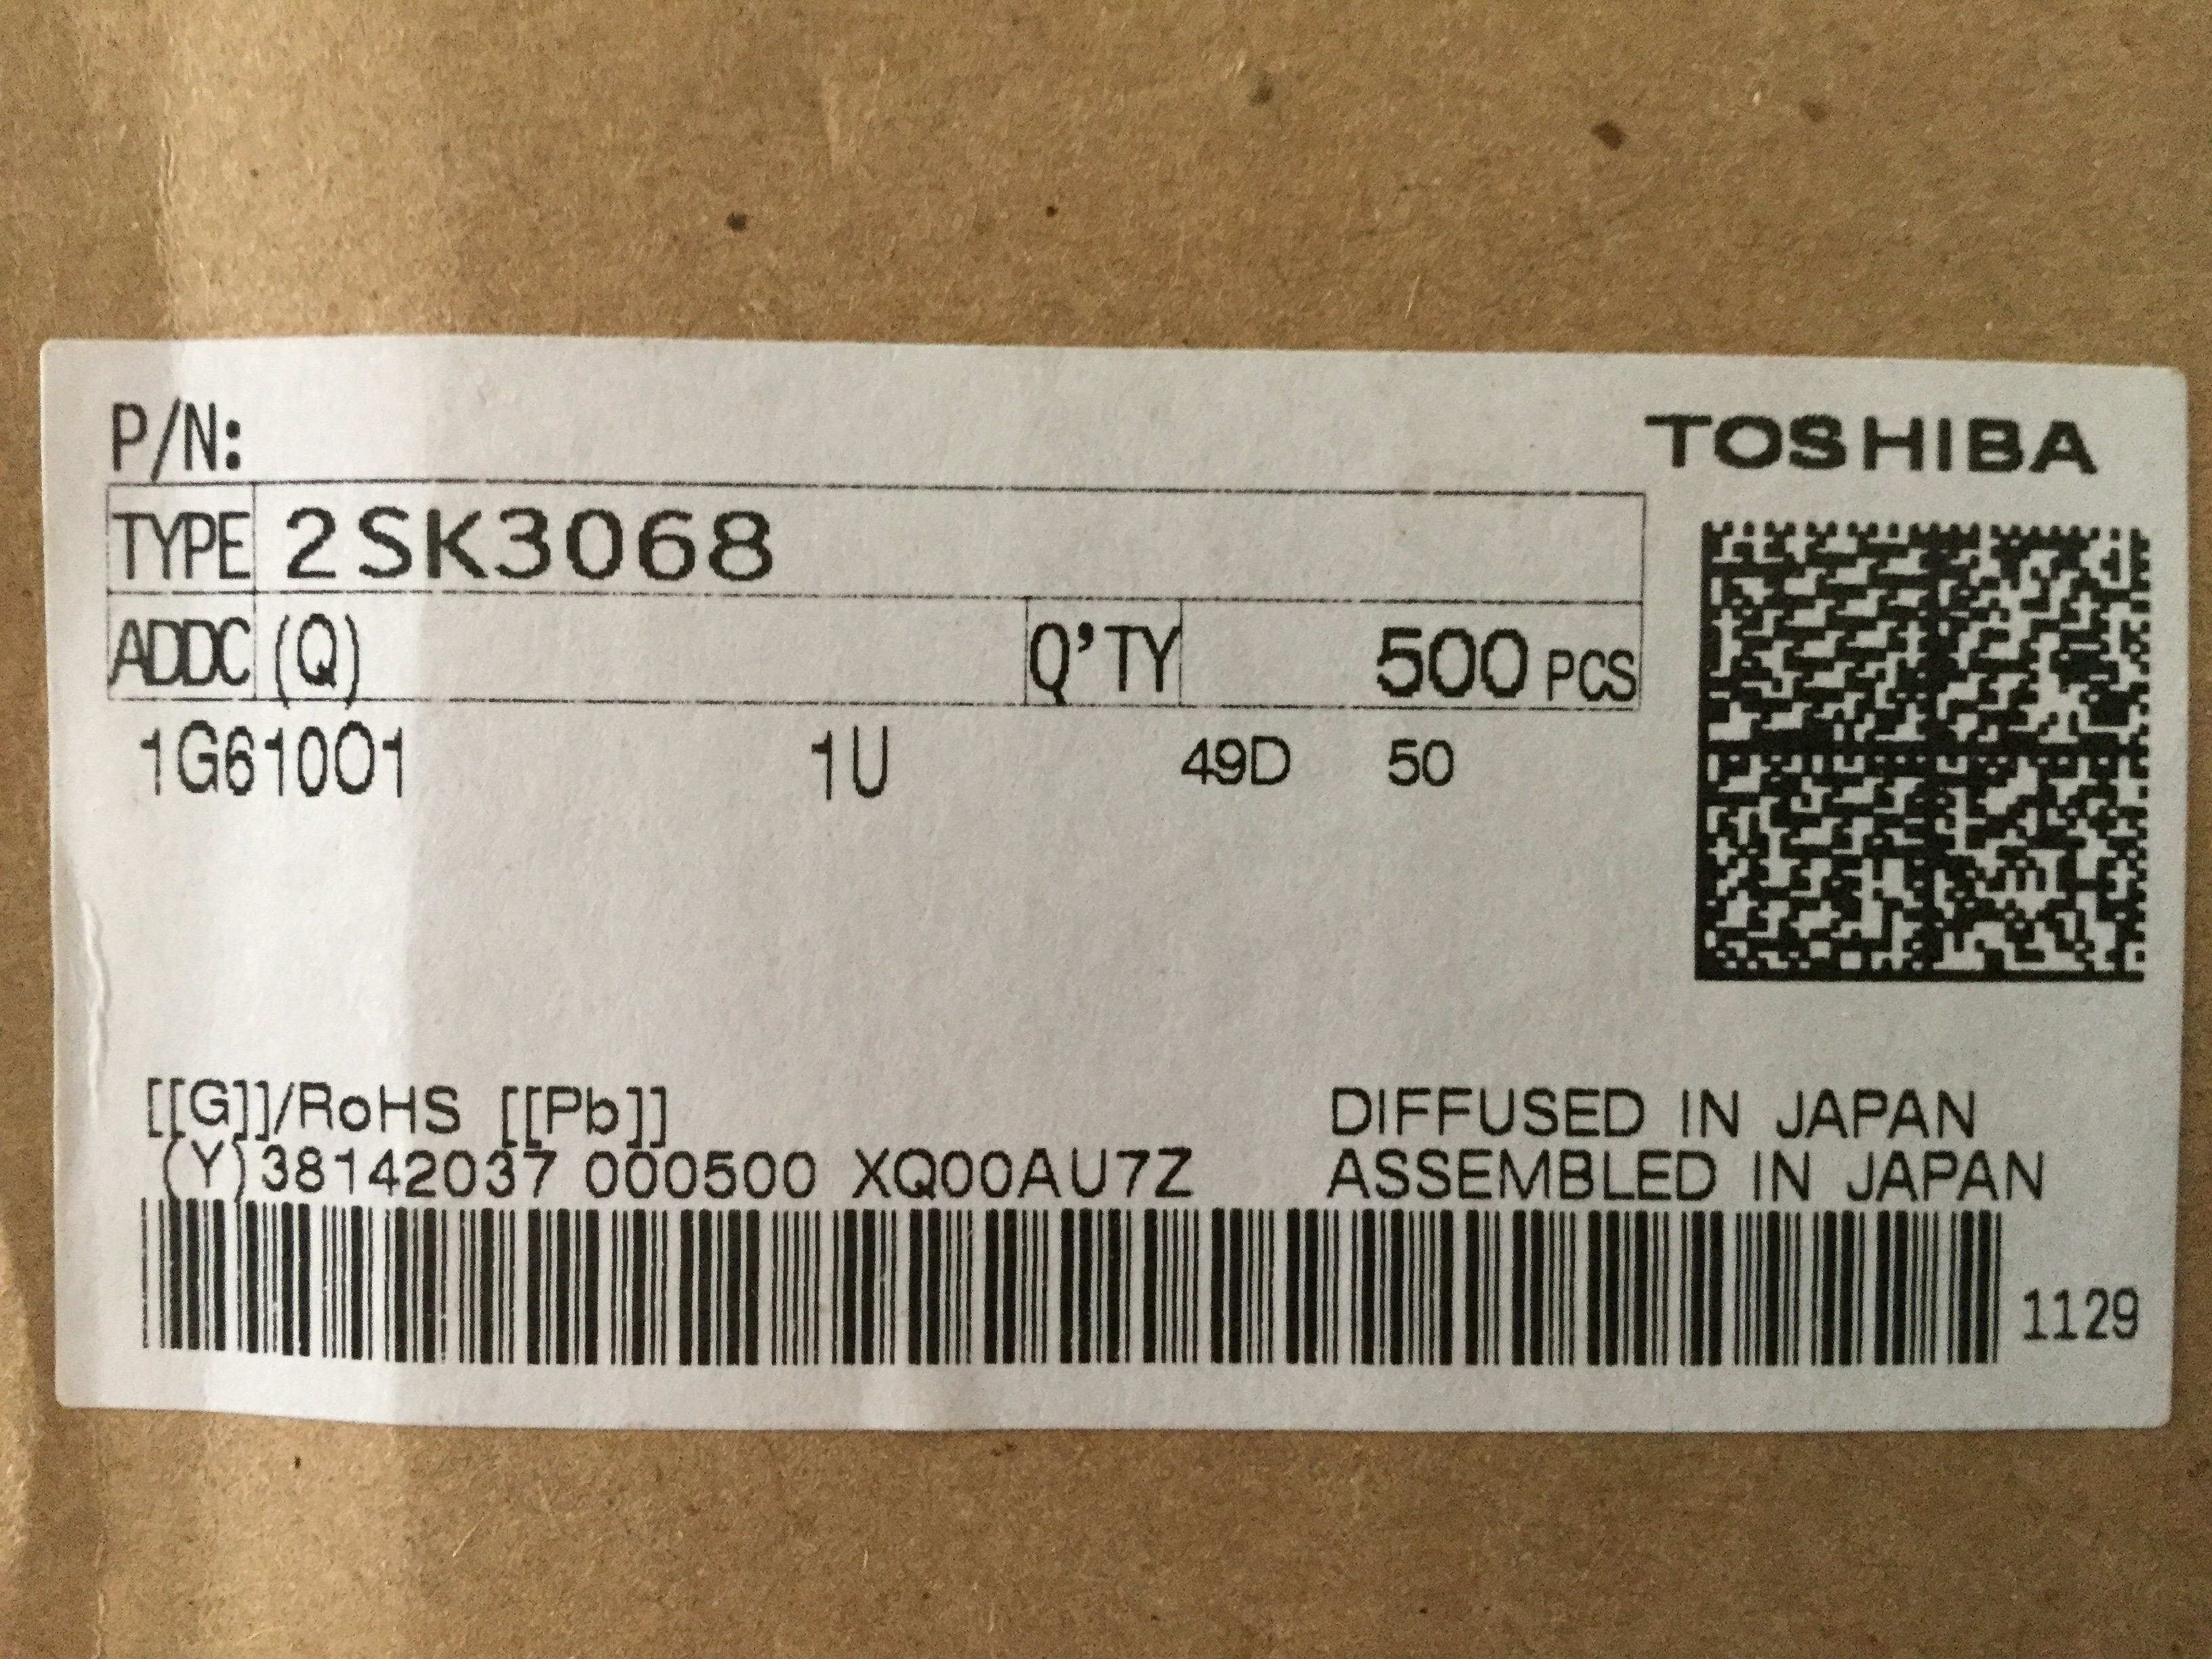 P/N:
TOSHIBA
TYPE 2SK3068
ADDC (Q) Q'TY 500 PCS
1G61001 1U 49D 50
[[G]]/RoHS [[Pb]]
DIFFUSED IN JAPAN
(Y)38142037 000500 XQ00AU7Z
ASSEMBLED IN JAPAN
1129